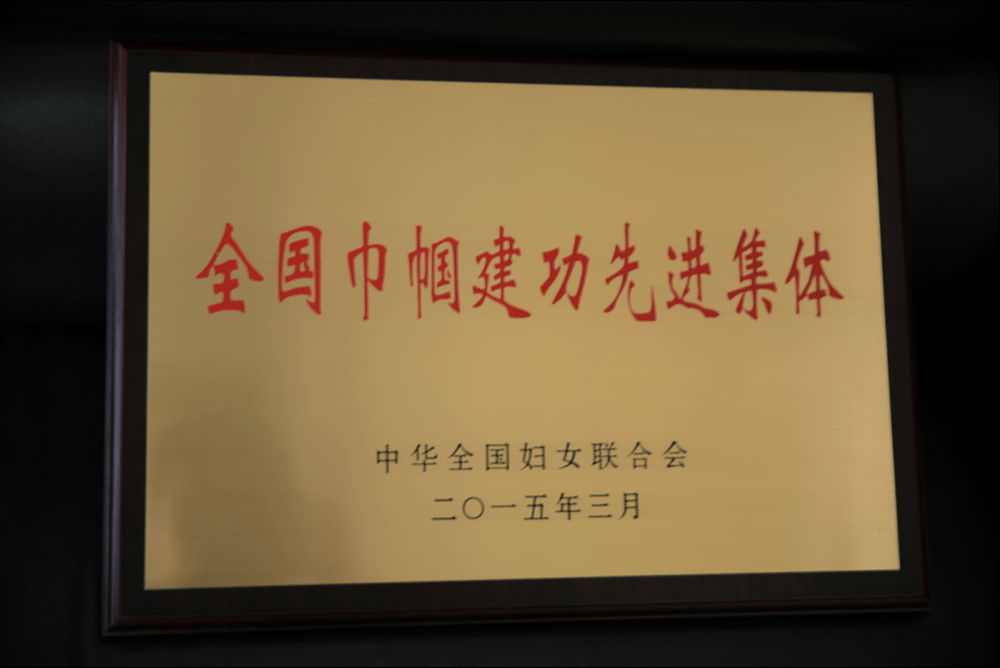 全国巾帼建功先进集体
中华全国妇女联合会
二〇一五年三月